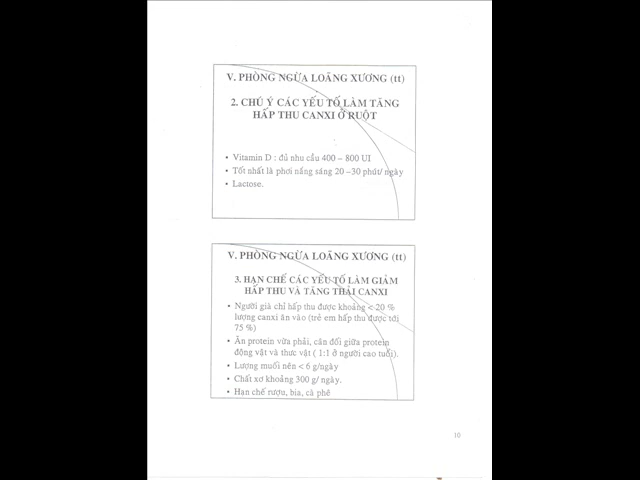 V. PHÒNG NGỪA LOÃNG XƯƠNG (tt)
2. CHÚ Ý CÁC YẾU TỐ LÀM TĂNG
HẤP THU CANXI Ở RUỘT
• Vitamin D : đủ nhu cầu 400 – 800 UI
• Tốt nhất là phơi nắng sáng 20 –30 phút/ ngày
• Lactose.
V. PHÒNG NGỪA LOÃNG XƯƠNG (tt)
3. HẠN CHẾ CÁC YẾU TỐ LÀM GIẢM
HẤP THU VÀ TĂNG THẢI CANXI
• Người già chỉ hấp thu được khoảng < 20 %
lượng canxi ăn vào (trẻ em hấp thu được tới
75 %)
• Ăn protein vừa phải, cân đối giữa protein
động vật và thực vật ( 1:1 ở người cao tuổi).
• Lượng muối nên < 6 g/ngày
• Chất xơ khoảng 300 g/ ngày.
• Hạn chế rượu, bia, cà phê
10